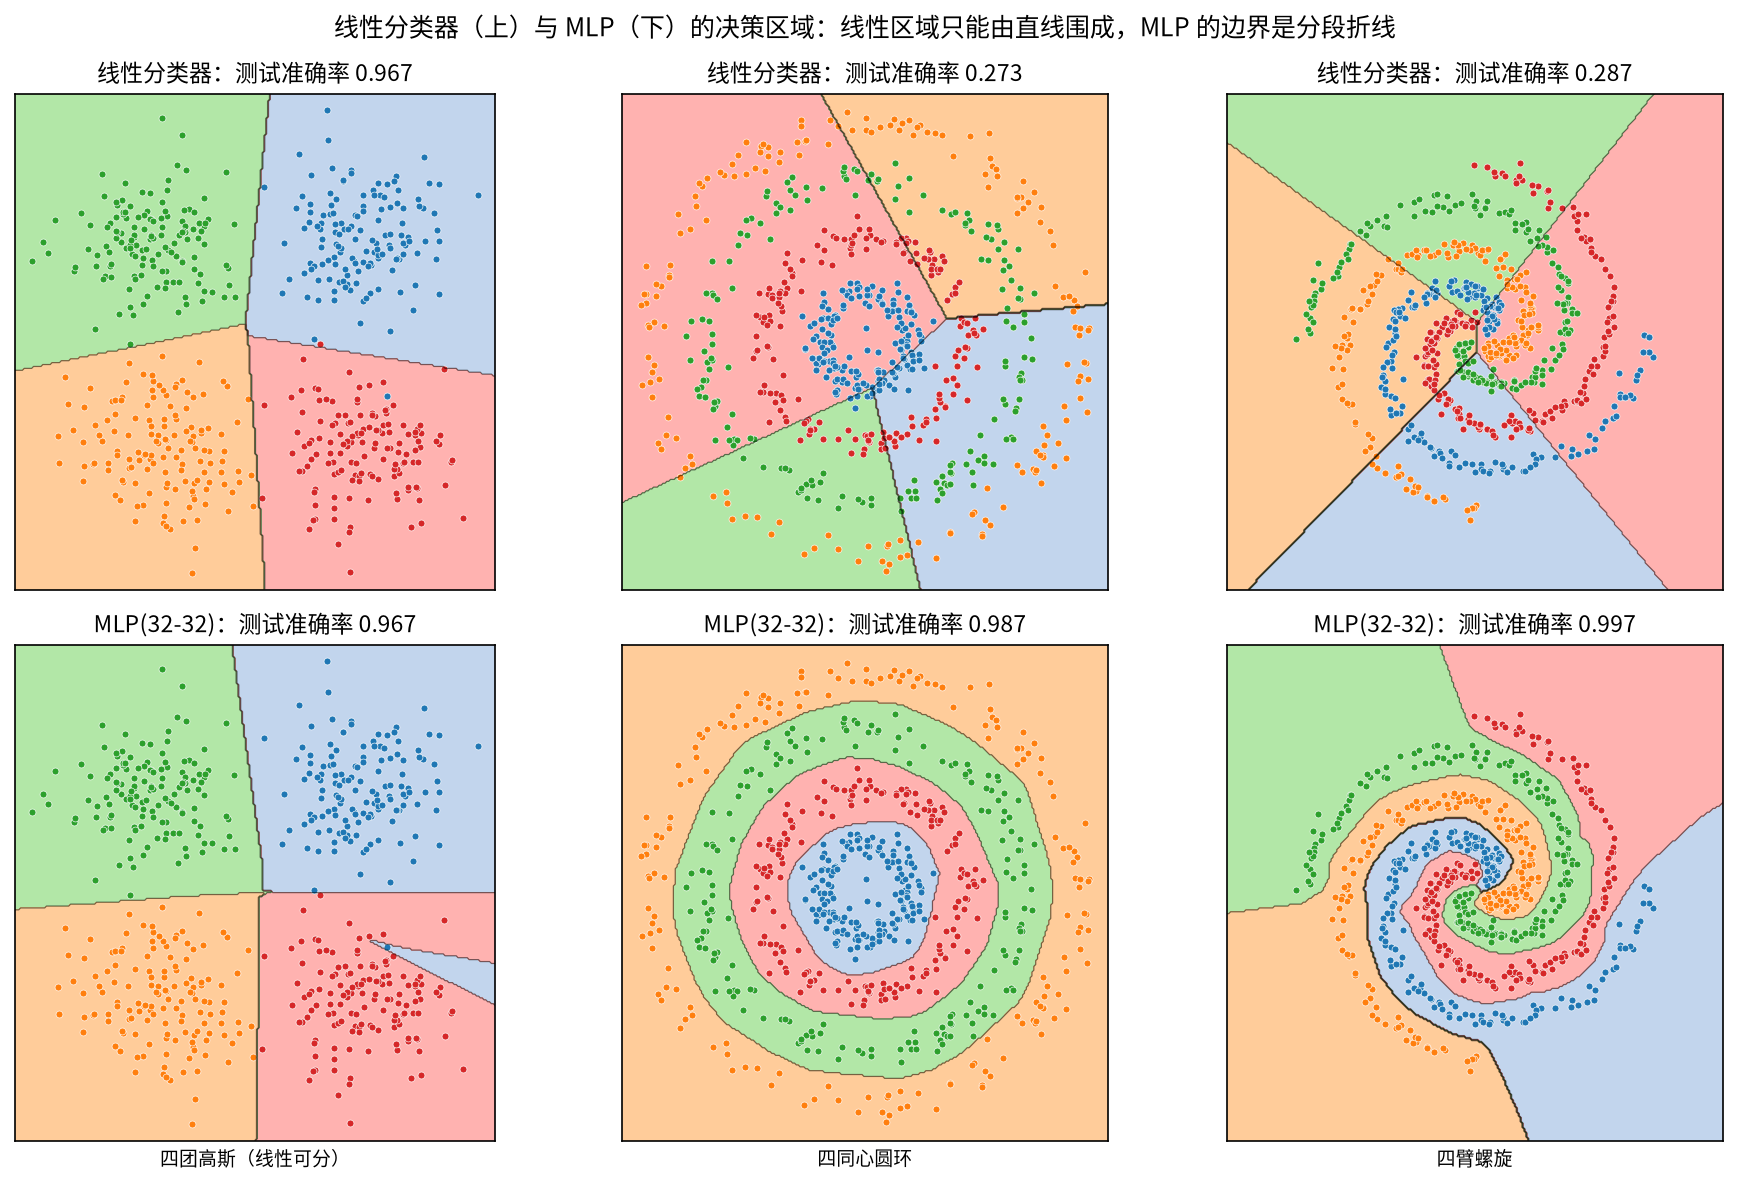 线性分类器（上）与 MLP（下）的决策区域：线性区域只能由直线围成，MLP 的边界是分段折线
线性分类器：测试准确率 0.967
线性分类器：测试准确率 0.273
线性分类器：测试准确率 0.287
MLP(32-32)：测试准确率 0.967
MLP(32-32)：测试准确率 0.987
MLP(32-32)：测试准确率 0.997
四团高斯（线性可分）
四同心圆环
四臂螺旋